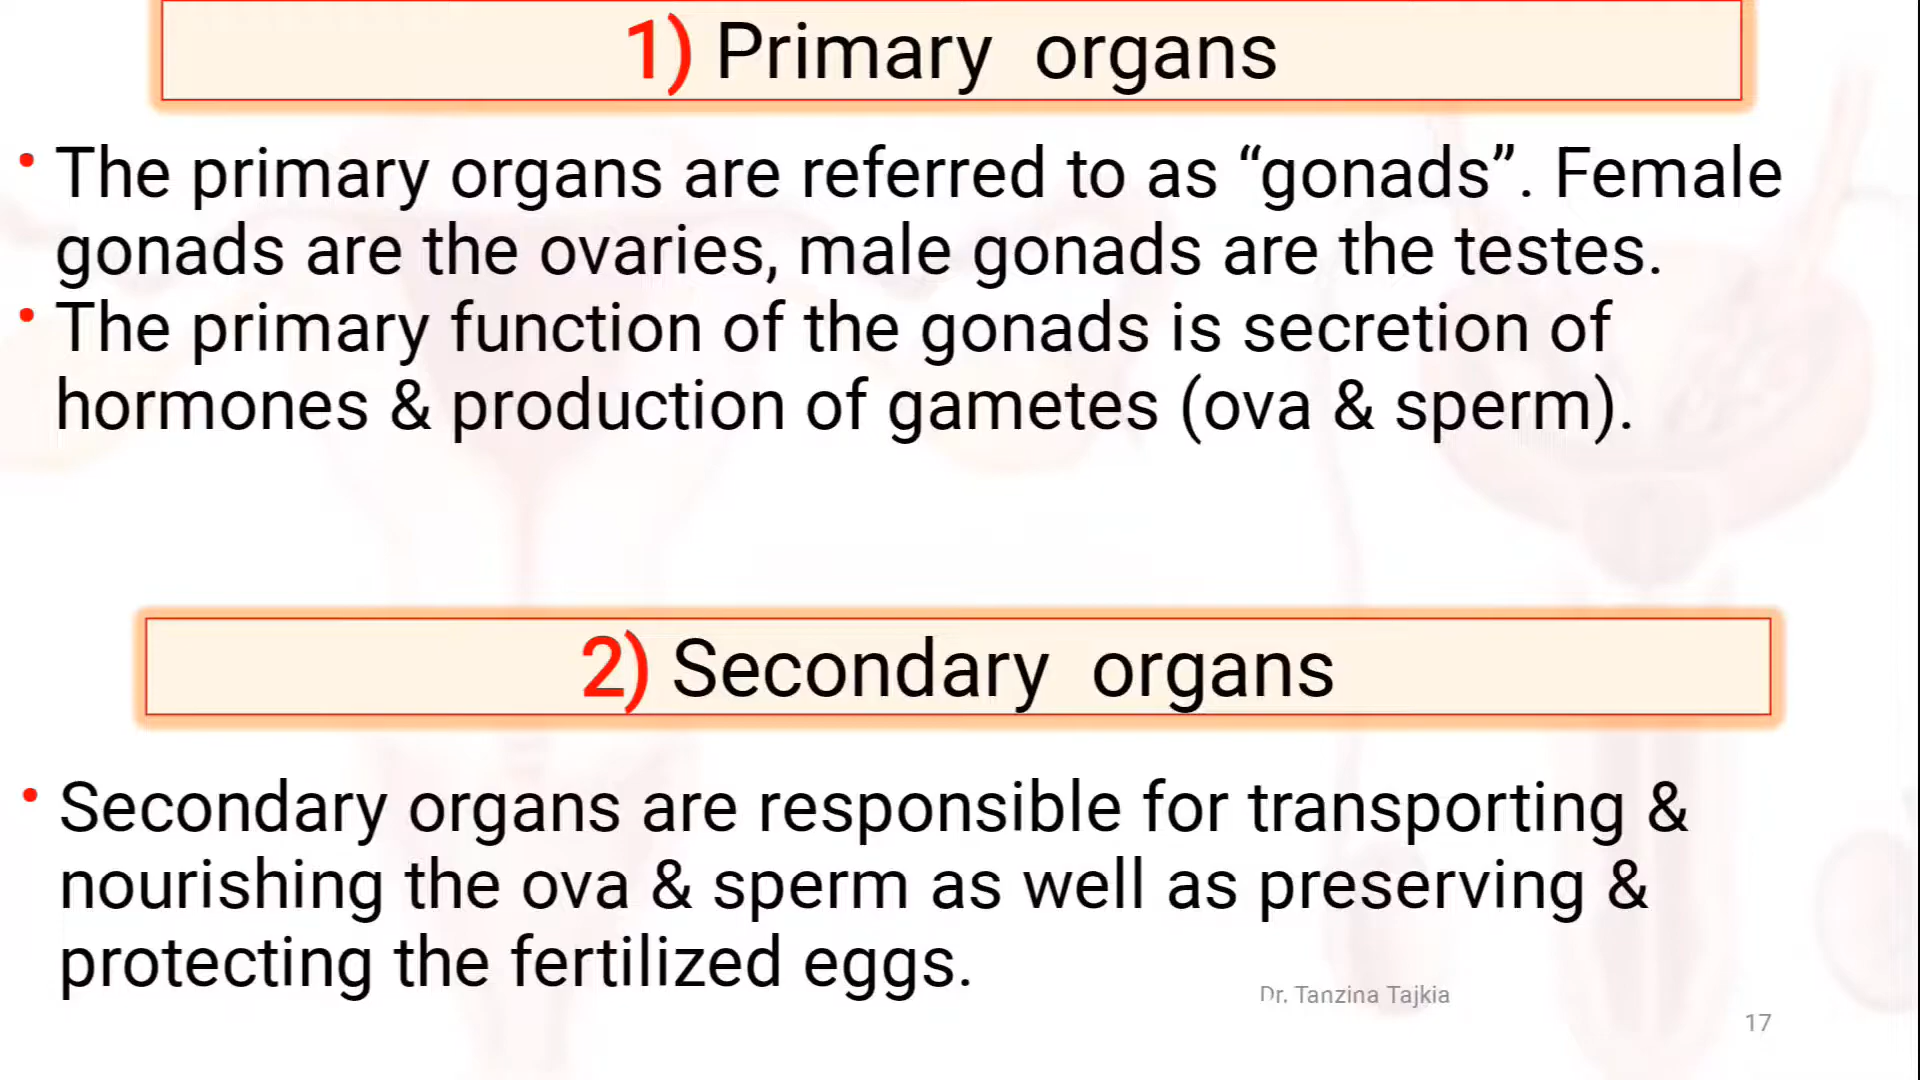 1) Primary organs
• The primary organs are referred to as “gonads”. Female
gonads are the ovaries, male gonads are the testes.
• The primary function of the gonads is secretion of
hormones & production of gametes (ova & sperm).
2) Secondary organs
• Secondary organs are responsible for transporting &
nourishing the ova & sperm as well as preserving &
protecting the fertilized eggs.
Dr. Tanzina Tajkia
17